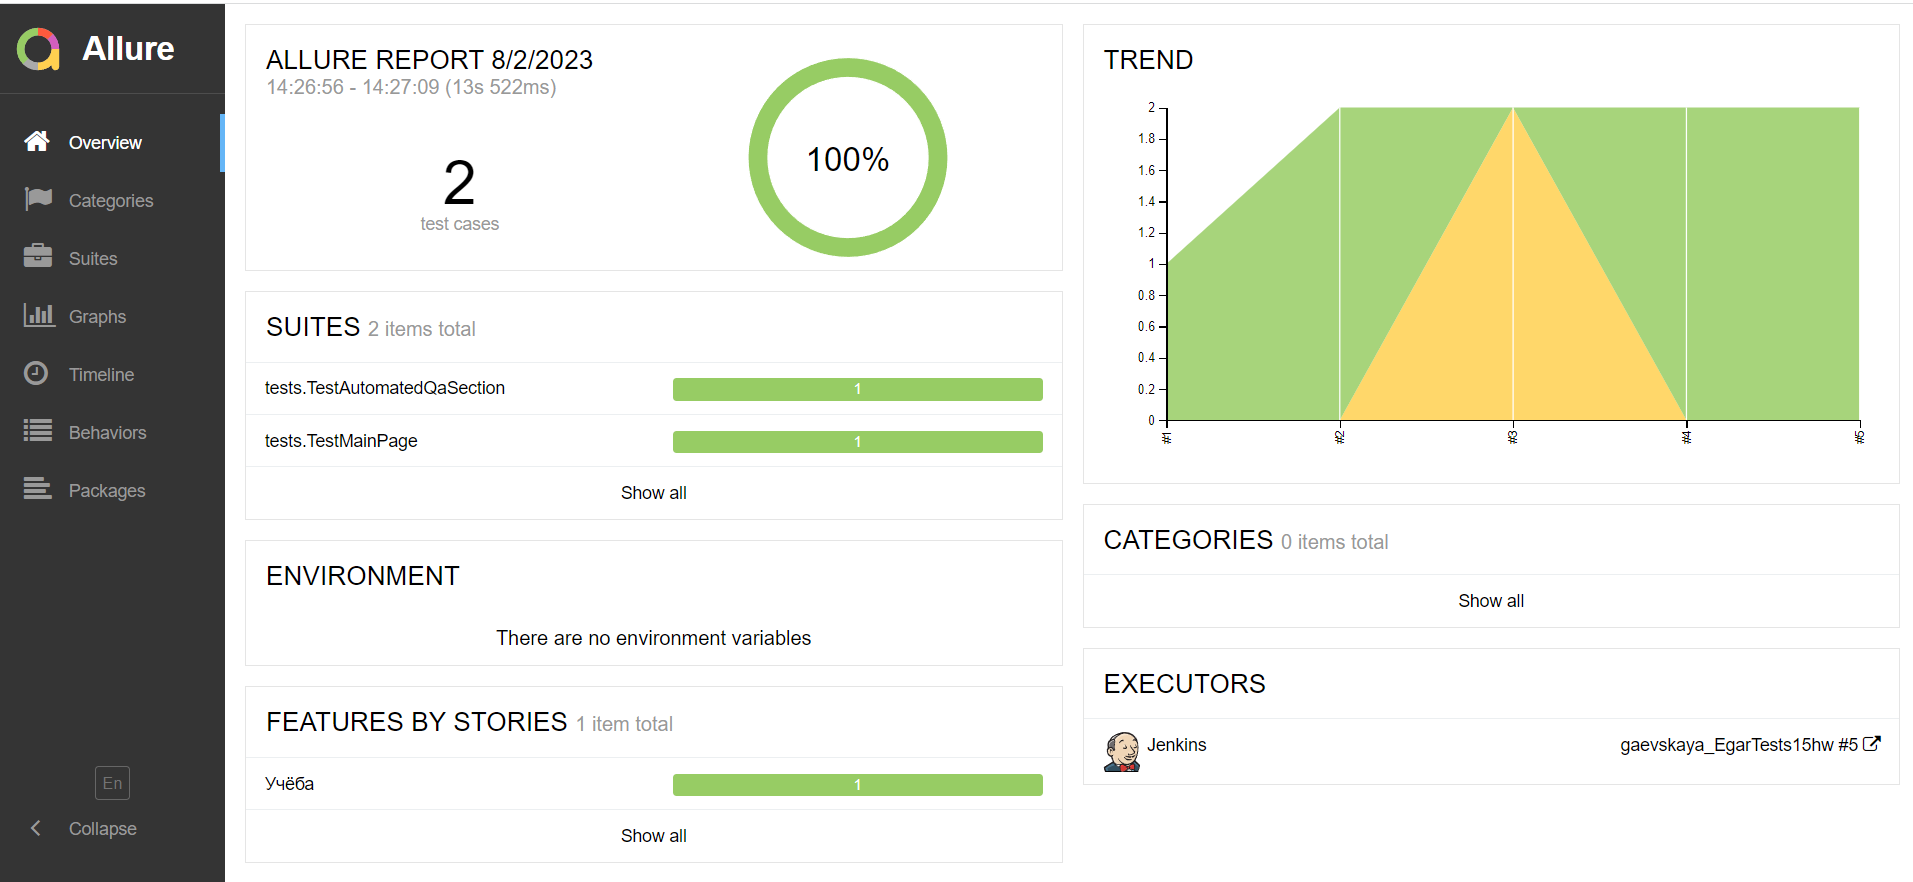 Allure
Overview
Categories
Suites
Graphs
Timeline
Behaviors
Packages
En
Collapse
ALLURE REPORT 8/2/2023
14:26:56 - 14:27:09 (13s 522ms)
2
test cases
100%
SUITES 2 items total
tests.TestAutomatedQaSection 1
tests.TestMainPage 1
Show all
ENVIRONMENT
There are no environment variables
FEATURES BY STORIES 1 item total
Учёба 1
Show all
TREND
2
1.8
1.6
1.4
1.2
1
0.8
0.6
0.4
0.2
0
#1 #2 #3 #4 #5
CATEGORIES 0 items total
Show all
EXECUTORS
Jenkins gaevskaya_EgarTests15hw #5